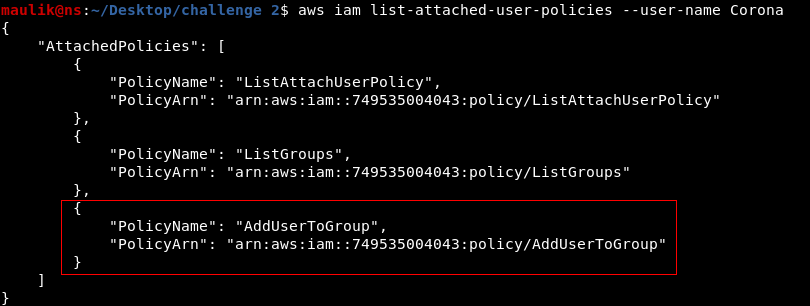 maulik@ns:~/Desktop/challenge 2$ aws iam list-attached-user-policies --user-name Corona
{
    "AttachedPolicies": [
        {
            "PolicyName": "ListAttachUserPolicy",
            "PolicyArn": "arn:aws:iam::749535004043:policy/ListAttachUserPolicy"
        },
        {
            "PolicyName": "ListGroups",
            "PolicyArn": "arn:aws:iam::749535004043:policy/ListGroups"
        },
        {
            "PolicyName": "AddUserToGroup",
            "PolicyArn": "arn:aws:iam::749535004043:policy/AddUserToGroup"
        }
    ]
}